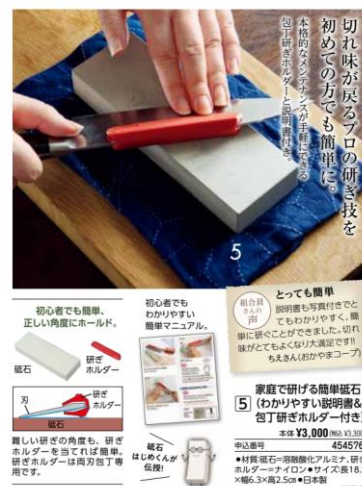 切れ味が戻るプロの研ぎ技を
初めての方でも簡単に。
本格的なメンテナンスが手軽にできる
包丁研ぎホルダーと説明書付き。
5
初心者でも簡単、
正しい角度にホールド。
砥石
研ぎ
ホルダー
刃
研ぎ
ホルダー
砥石
難しい研ぎの角度も、研ぎ
ホルダーを当てれば簡単。
研ぎホルダーは両刃包丁専
用です。
初心者でも
わかりやすい
簡単マニュアル。
砥石
はじめくんが
伝授!
組合員
さんの
声
とっても簡単
説明書も写真付きでと
てもわかりやすく、簡
単に研ぐことができました。切れ
味がとてもよくなり大満足です!!
ちえさん(おかやまコープ)
家庭で研げる簡単砥石
5 (わかりやすい説明書&
包丁研ぎホルダー付き)
本体 ¥3,000 (税込¥3,30
申込番号 454576
●材質:砥石=溶融酸化アルミナ、研ぎ
ホルダー=ナイロン●サイズ:長18.
×幅6.3×高2.5cm●日本製